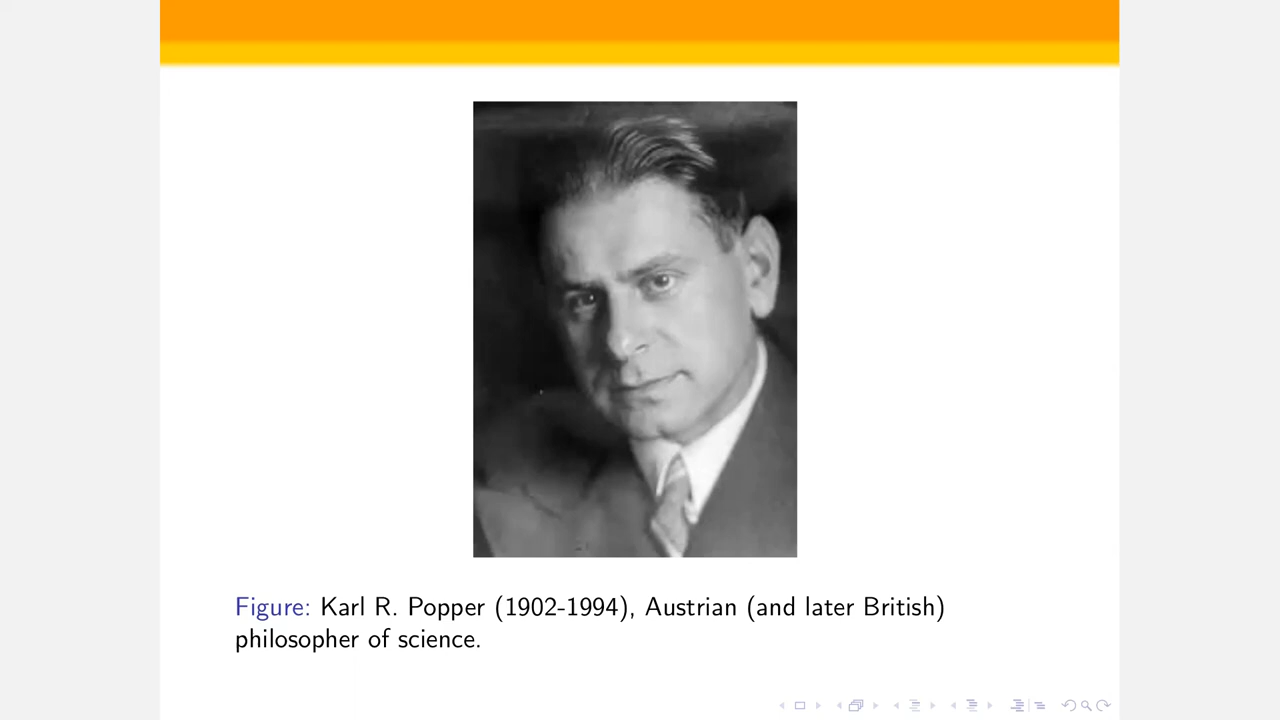 Figure: Karl R. Popper (1902-1994), Austrian (and later British)
philosopher of science.